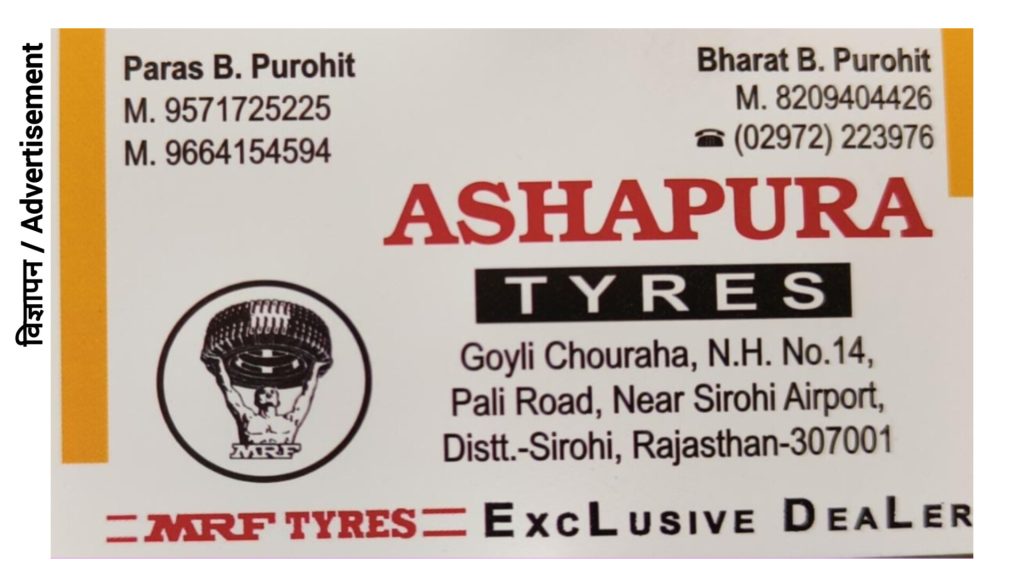 विज्ञापन / Advertisement
Paras B. Purohit
M. 9571725225
M. 9664154594
Bharat B. Purohit
M. 8209404426
☎ (02972) 223976
ASHAPURA
TYRES
Goyli Chouraha, N.H. No.14,
Pali Road, Near Sirohi Airport,
Distt.-Sirohi, Rajasthan-307001
MRF
MRF TYRES EXCLUSIVE DEALER